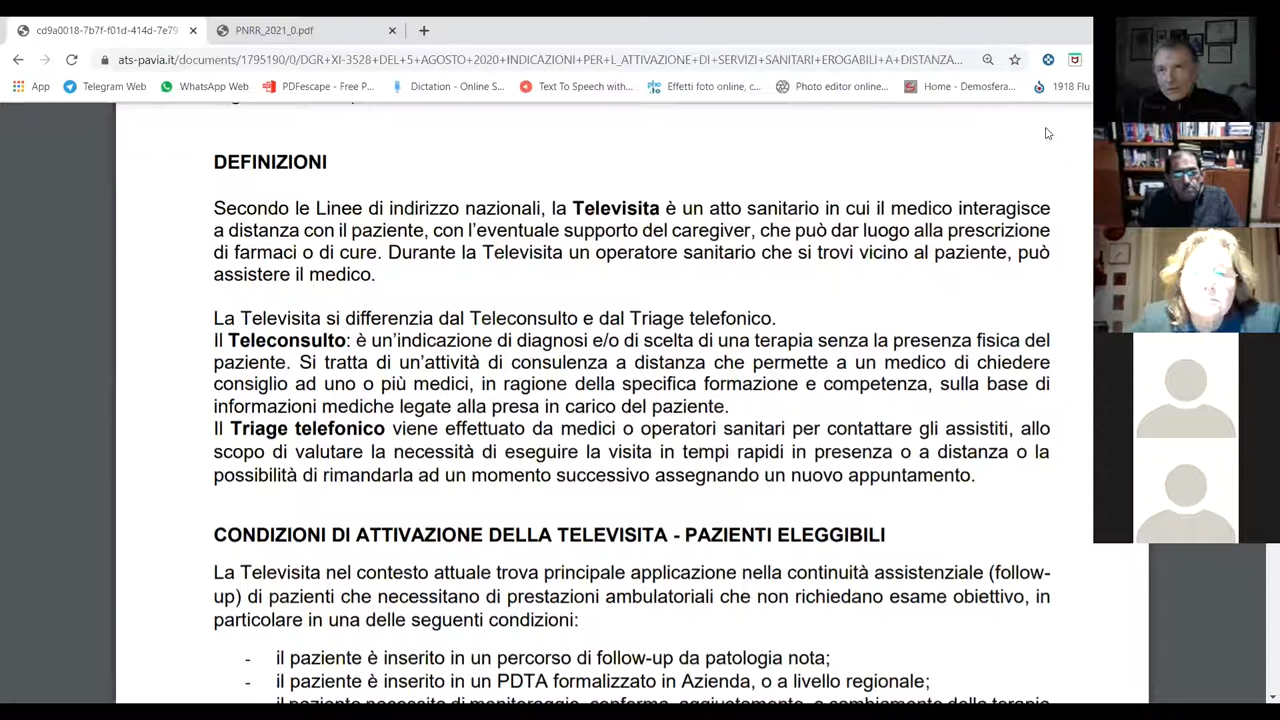 cd9a0018-7b7f-f01d-414d-7e79
PNRR_2021_0.pdf
ats-pavia.it/documents/1795190/0/DGR+XI-3528+DEL+5+AGOSTO+2020+INDICAZIONI+PER+L_ATTIVAZIONE+DI+SERVIZI+SANITARI+EROGABILI+A+DISTANZA...
App Telegram Web WhatsApp Web PDFescape - Free P... Dictation - Online S... Text To Speech with... Effetti foto online, c... Photo editor online... Home - Demosfera... 1918 Flu
DEFINIZIONI
Secondo le Linee di indirizzo nazionali, la Televisita è un atto sanitario in cui il medico interagisce
a distanza con il paziente, con l'eventuale supporto del caregiver, che può dar luogo alla prescrizione
di farmaci o di cure. Durante la Televisita un operatore sanitario che si trovi vicino al paziente, può
assistere il medico.
La Televisita si differenzia dal Teleconsulto e dal Triage telefonico.
Il Teleconsulto: è un'indicazione di diagnosi e/o di scelta di una terapia senza la presenza fisica del
paziente. Si tratta di un'attività di consulenza a distanza che permette a un medico di chiedere
consiglio ad uno o più medici, in ragione della specifica formazione e competenza, sulla base di
informazioni mediche legate alla presa in carico del paziente.
Il Triage telefonico viene effettuato da medici o operatori sanitari per contattare gli assistiti, allo
scopo di valutare la necessità di eseguire la visita in tempi rapidi in presenza o a distanza o la
possibilità di rimandarla ad un momento successivo assegnando un nuovo appuntamento.
CONDIZIONI DI ATTIVAZIONE DELLA TELEVISITA - PAZIENTI ELEGGIBILI
La Televisita nel contesto attuale trova principale applicazione nella continuità assistenziale (follow-
up) di pazienti che necessitano di prestazioni ambulatoriali che non richiedano esame obiettivo, in
particolare in una delle seguenti condizioni:
- il paziente è inserito in un percorso di follow-up da patologia nota;
- il paziente è inserito in un PDTA formalizzato in Azienda, o a livello regionale;